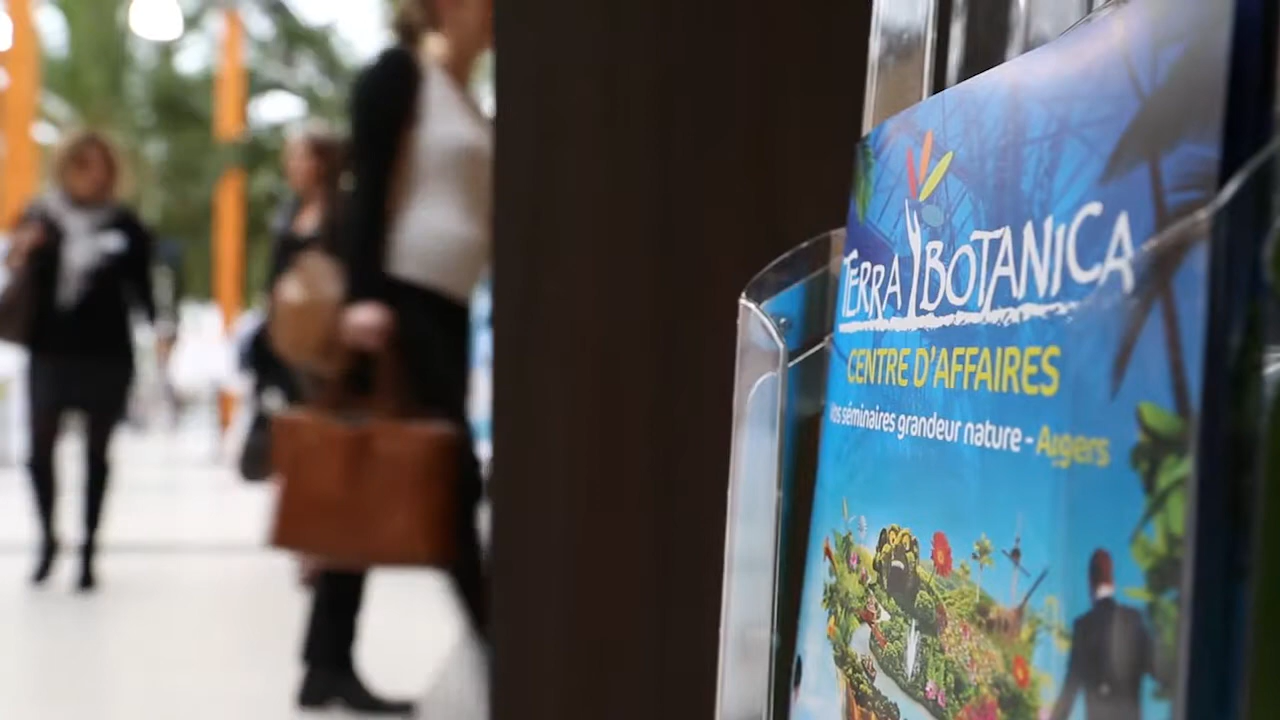 TERRA BOTANICA
CENTRE D'AFFAIRES
Vos séminaires grandeur nature - Angers